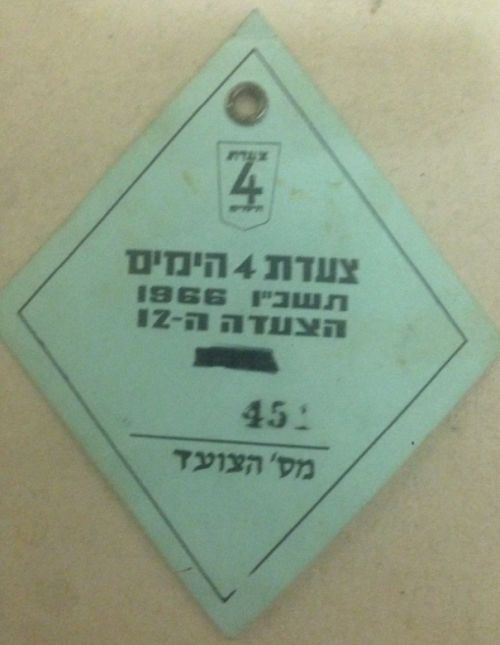 צעדת
4
הימים
צעדת 4 הימים
תשכ"ו 1966
הצעדה ה-12
451
מס' הצועד